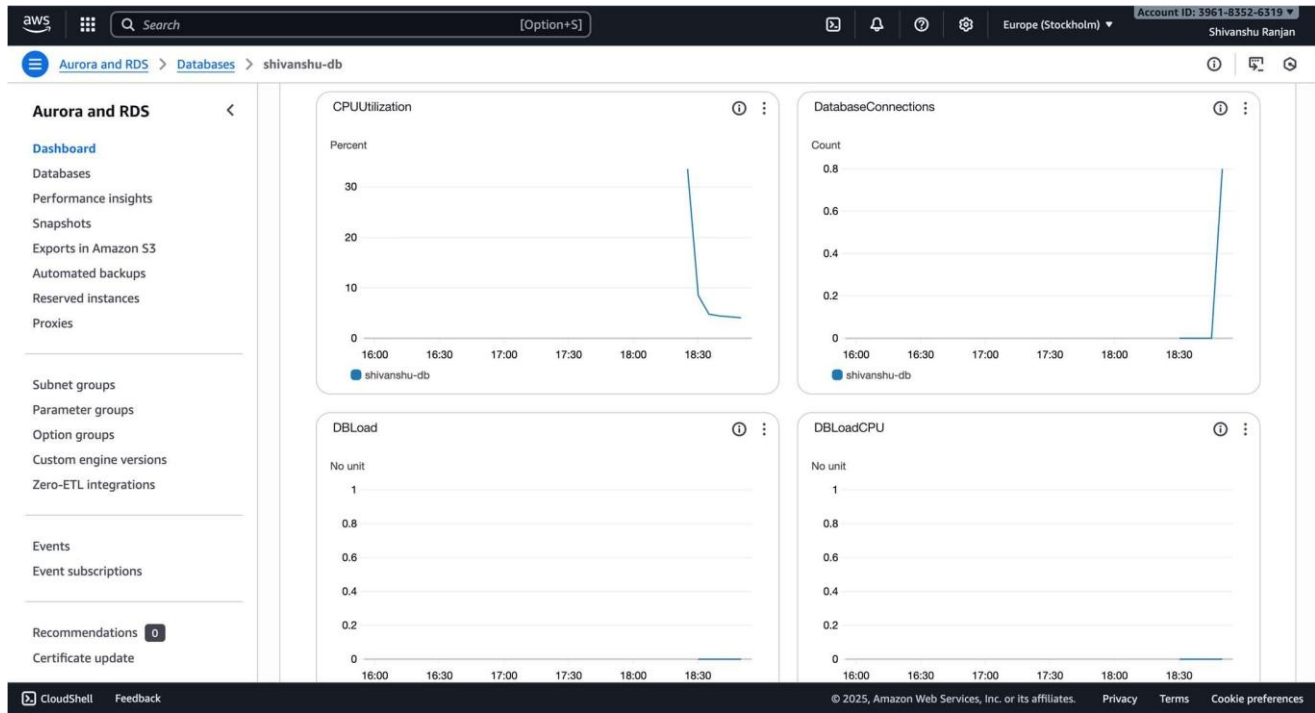 aws
Search [Option+S]
Europe (Stockholm) ▼
Account ID: 3961-8352-6319 ▼
Shivanshu Ranjan
Aurora and RDS > Databases > shivanshu-db
Aurora and RDS
Dashboard
Databases
Performance insights
Snapshots
Exports in Amazon S3
Automated backups
Reserved instances
Proxies
Subnet groups
Parameter groups
Option groups
Custom engine versions
Zero-ETL integrations
Events
Event subscriptions
Recommendations 0
Certificate update
CPUUtilization
Percent
30
20
10
0
16:00 16:30 17:00 17:30 18:00 18:30
shivanshu-db
DatabaseConnections
Count
0.8
0.6
0.4
0.2
0
16:00 16:30 17:00 17:30 18:00 18:30
shivanshu-db
DBLoad
No unit
1
0.8
0.6
0.4
0.2
0
16:00 16:30 17:00 17:30 18:00 18:30
DBLoadCPU
No unit
1
0.8
0.6
0.4
0.2
0
16:00 16:30 17:00 17:30 18:00 18:30
CloudShell Feedback
© 2025, Amazon Web Services, Inc. or its affiliates. Privacy Terms Cookie preferences